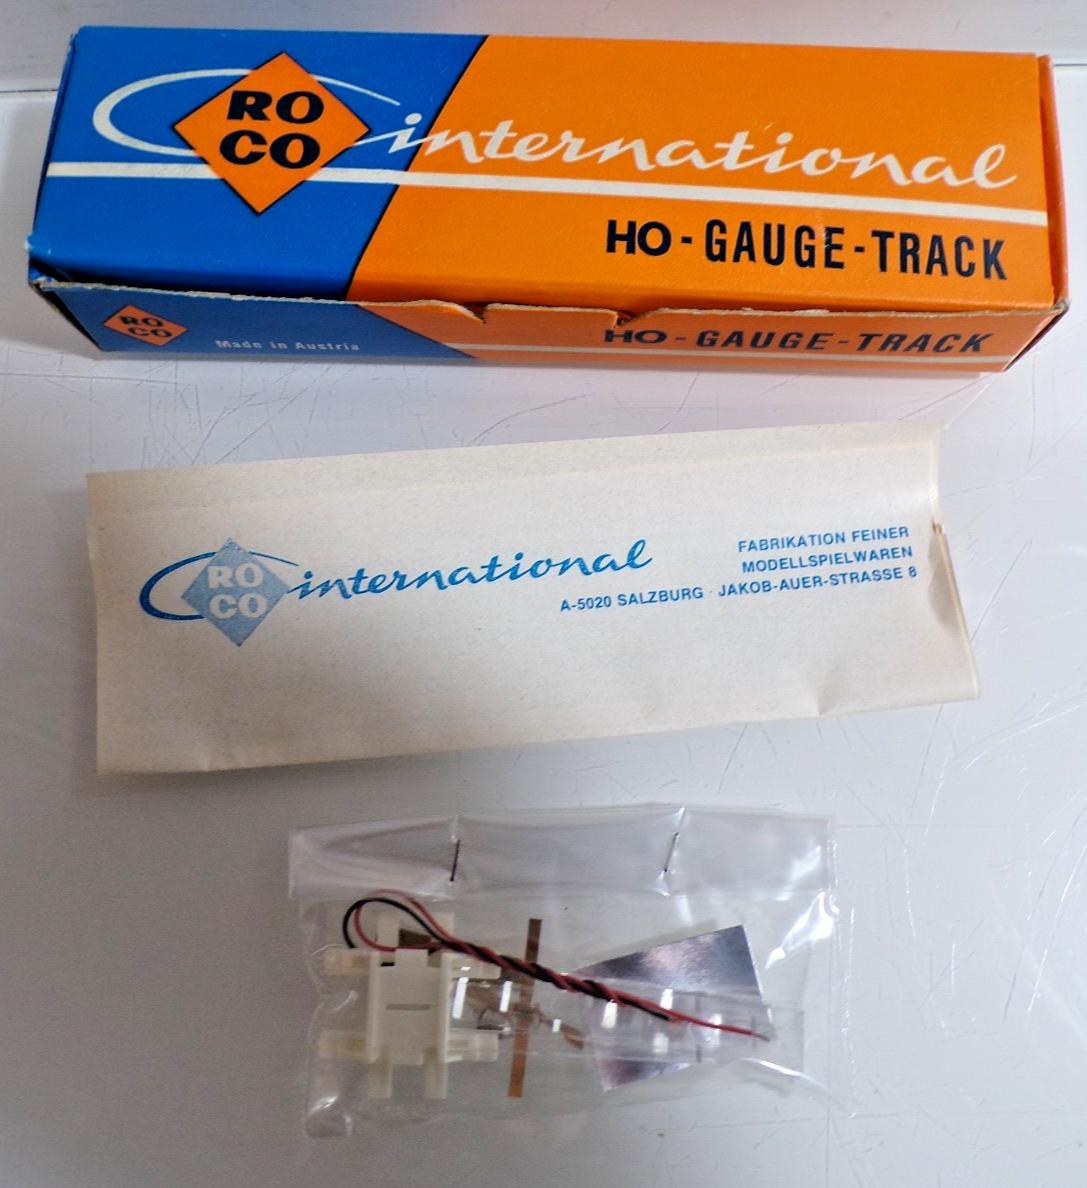 RO
CO
international
HO-GAUGE-TRACK
RO
CO
Made in Austria
HO-GAUGE-TRACK
RO
CO
international
FABRIKATION FEINER
MODELLSPIELWAREN
A-5020 SALZBURG · JAKOB-AUER-STRASSE 8